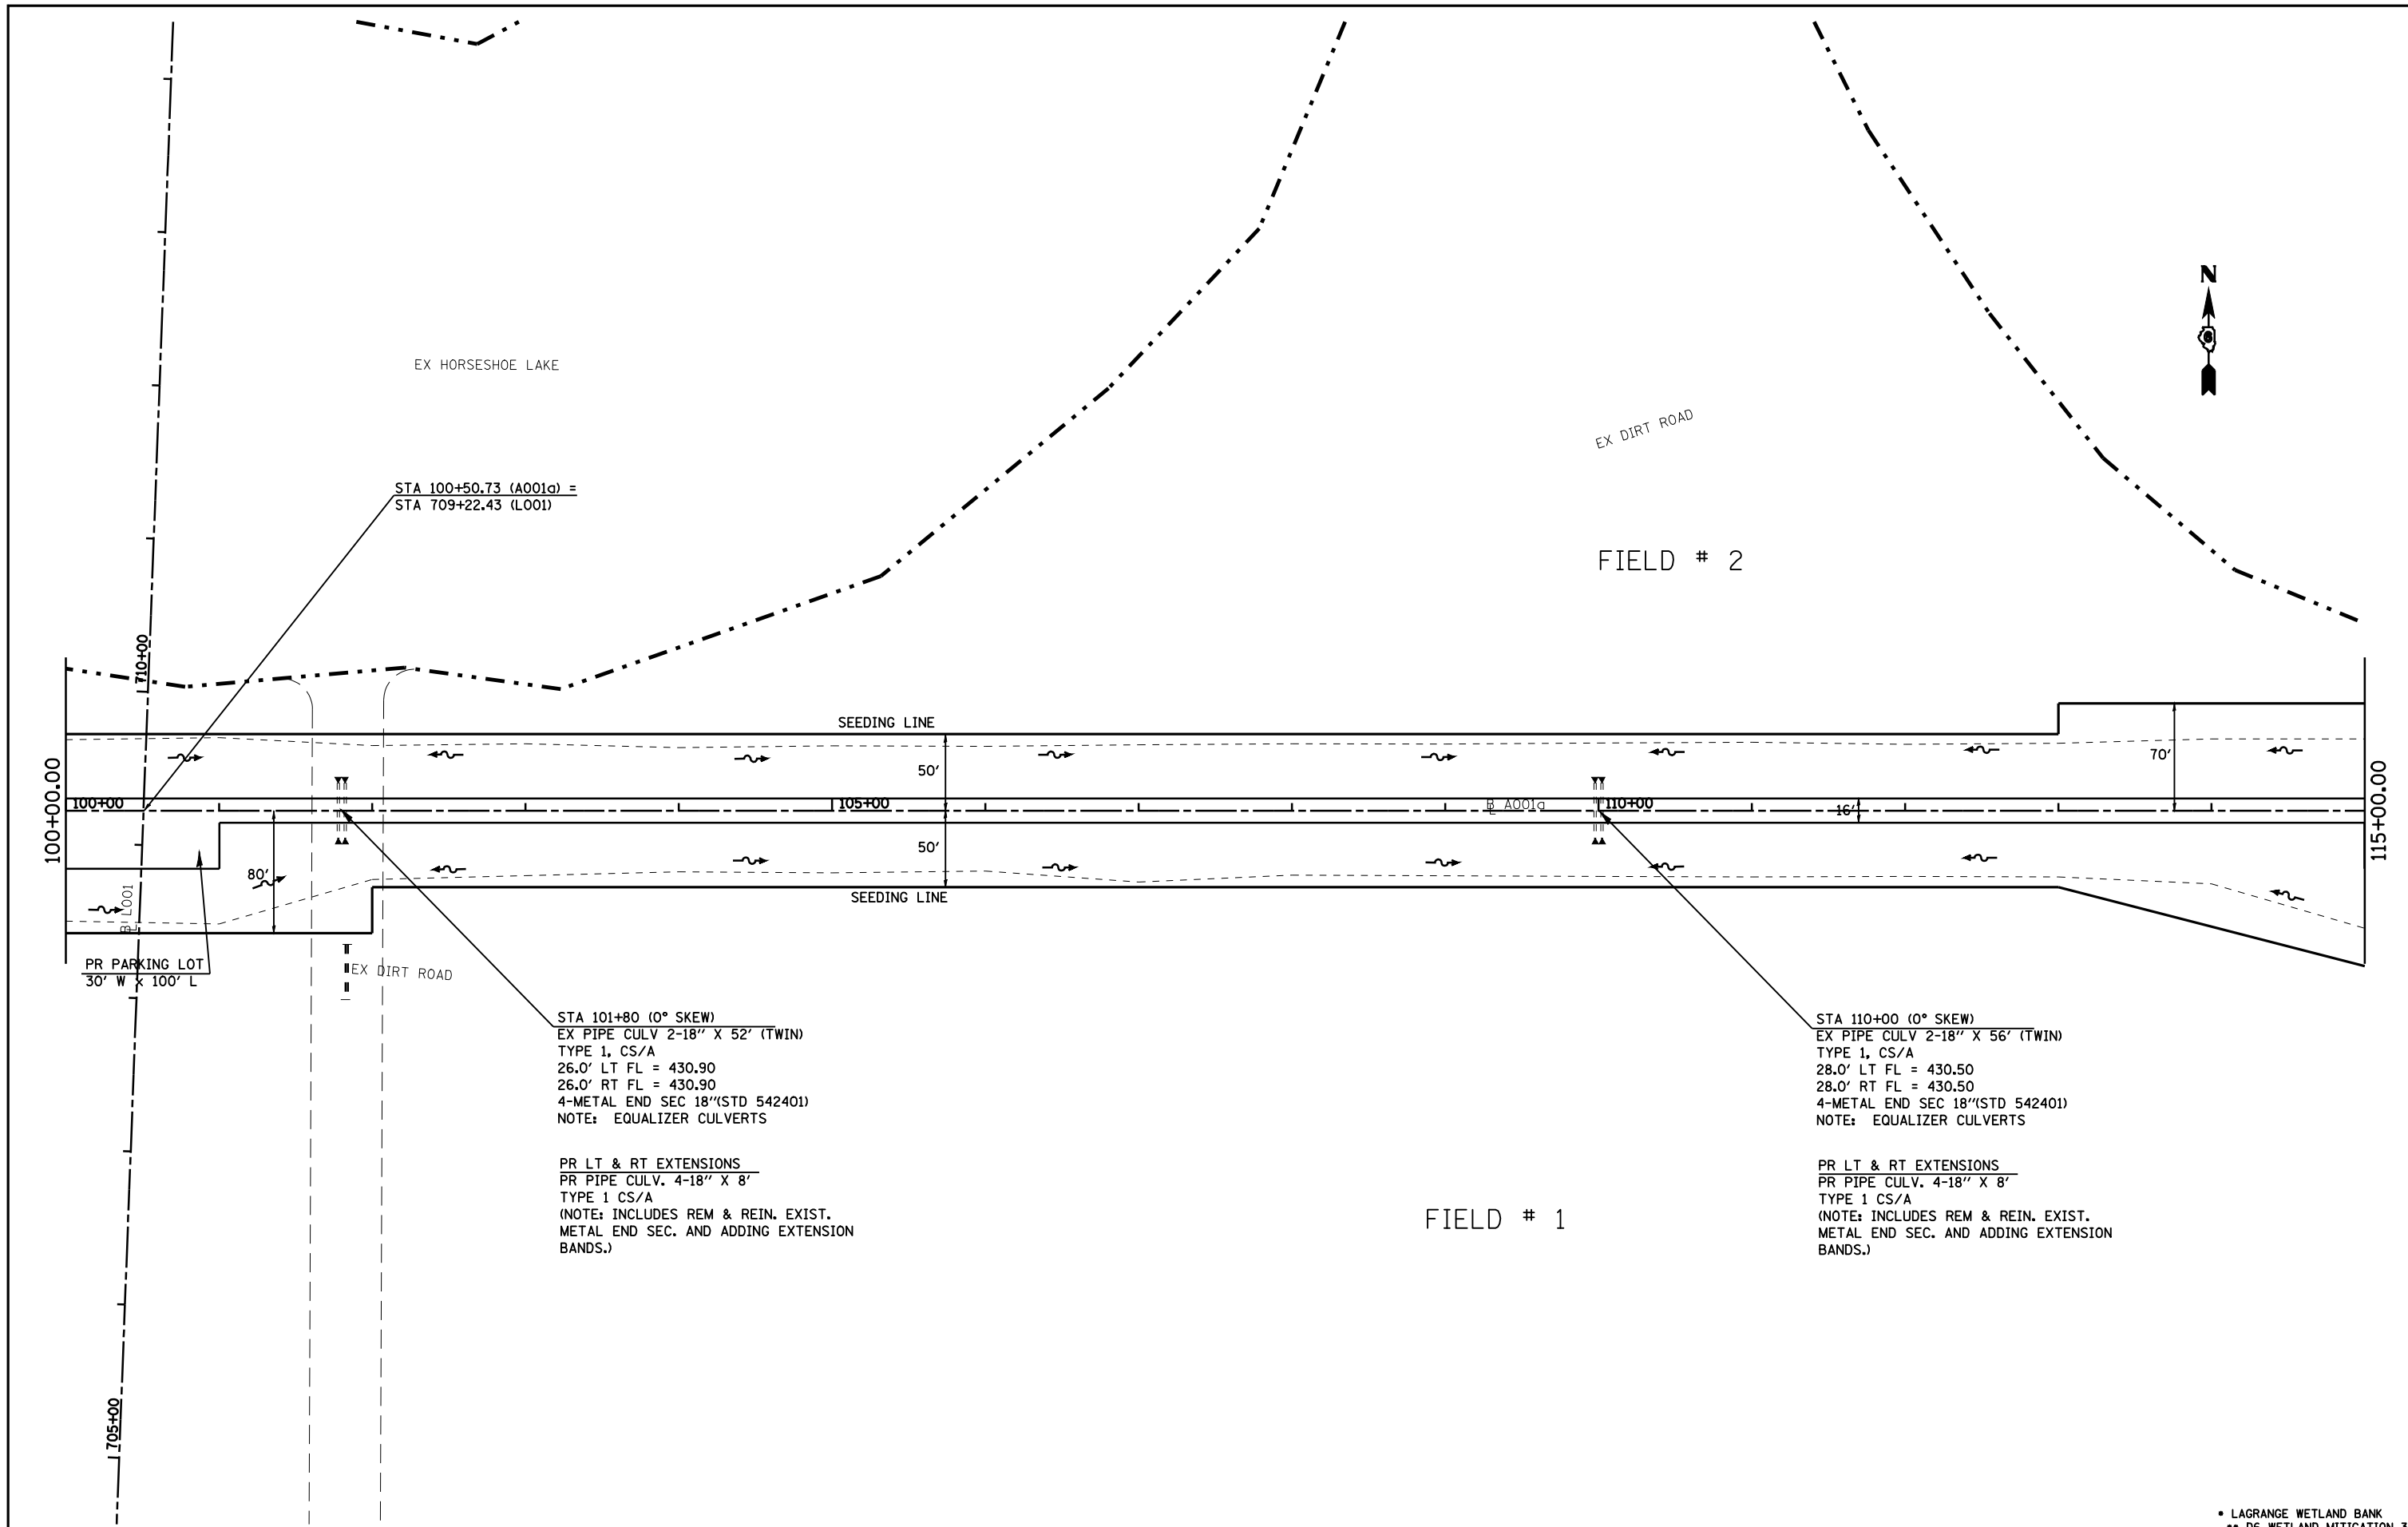 N
6
EX HORSESHOE LAKE
EX DIRT ROAD
STA 100+50.73 (A001a) =
STA 709+22.43 (L001)
FIELD # 2
710+00
SEEDING LINE
50'
70'
100+00.00
100+00
105+00
BL A001a
110+00
16'
115+00.00
50'
80'
BL L001
SEEDING LINE
PR PARKING LOT
30' W X 100' L
EX DIRT ROAD
STA 101+80 (0° SKEW)
EX PIPE CULV 2-18" X 52' (TWIN)
TYPE 1, CS/A
26.0' LT FL = 430.90
26.0' RT FL = 430.90
4-METAL END SEC 18"(STD 542401)
NOTE: EQUALIZER CULVERTS
PR LT & RT EXTENSIONS
PR PIPE CULV. 4-18" X 8'
TYPE 1 CS/A
(NOTE: INCLUDES REM & REIN. EXIST.
METAL END SEC. AND ADDING EXTENSION
BANDS.)
STA 110+00 (0° SKEW)
EX PIPE CULV 2-18" X 56' (TWIN)
TYPE 1, CS/A
28.0' LT FL = 430.50
28.0' RT FL = 430.50
4-METAL END SEC 18"(STD 542401)
NOTE: EQUALIZER CULVERTS
PR LT & RT EXTENSIONS
PR PIPE CULV. 4-18" X 8'
TYPE 1 CS/A
(NOTE: INCLUDES REM & REIN. EXIST.
METAL END SEC. AND ADDING EXTENSION
BANDS.)
FIELD # 1
705+00
• LAGRANGE WETLAND BANK
•• D6 WETLAND MITIGATION